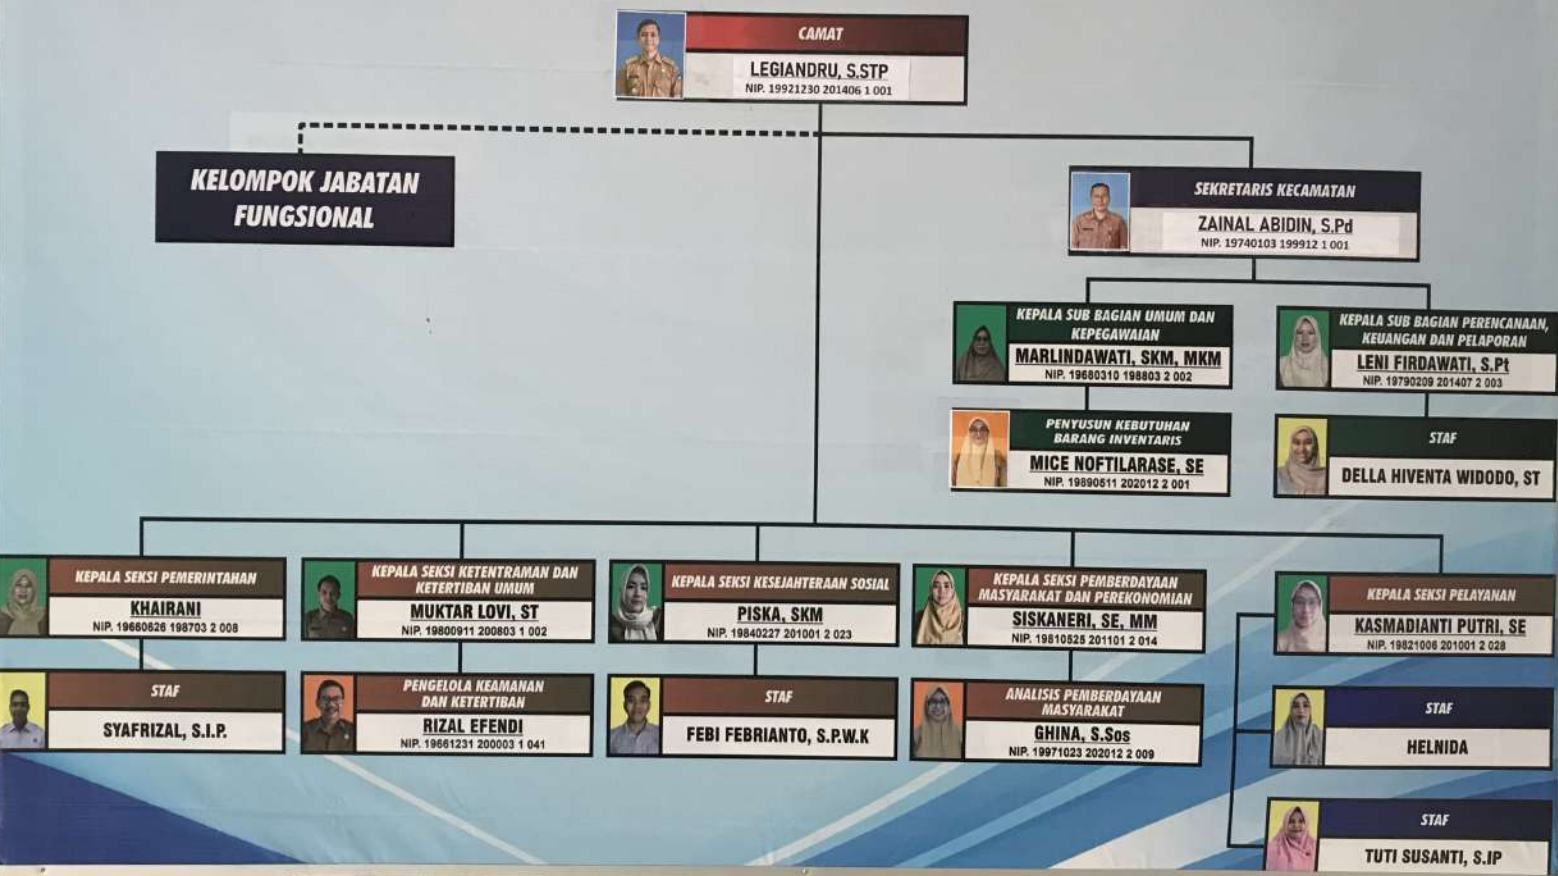 CAMAT
LEGIANDRU, S.STP
NIP. 19921230 201406 1 001
KELOMPOK JABATAN
FUNGSIONAL
SEKRETARIS KECAMATAN
ZAINAL ABIDIN, S.Pd
NIP. 19740103 199912 1 001
KEPALA SUB BAGIAN UMUM DAN
KEPEGAWAIAN
MARLINDAWATI, SKM, MKM
NIP. 19680310 198803 2 002
KEPALA SUB BAGIAN PERENCANAAN,
KEUANGAN DAN PELAPORAN
LENI FIRDAWATI, S.Pt
NIP. 19790209 201407 2 003
PENYUSUN KEBUTUHAN
BARANG INVENTARIS
MICE NOFTILARASE, SE
NIP. 19890511 202012 2 001
STAF
DELLA HIVENTA WIDODO, ST
KEPALA SEKSI PEMERINTAHAN
KHAIRANI
NIP. 19660626 198703 2 008
KEPALA SEKSI KETENTRAMAN DAN
KETERTIBAN UMUM
MUKTAR LOVI, ST
NIP. 19800911 200803 1 002
KEPALA SEKSI KESEJAHTERAAN SOSIAL
PISKA, SKM
NIP. 19840227 201001 2 023
KEPALA SEKSI PEMBERDAYAAN
MASYARAKAT DAN PEREKONOMIAN
SISKANERI, SE, MM
NIP. 19810525 201101 2 014
KEPALA SEKSI PELAYANAN
KASMADIANTI PUTRI, SE
NIP. 19821006 201001 2 028
STAF
SYAFRIZAL, S.I.P.
PENGELOLA KEAMANAN
DAN KETERTIBAN
RIZAL EFENDI
NIP. 19661231 200003 1 041
STAF
FEBI FEBRIANTO, S.P.W.K
ANALISIS PEMBERDAYAAN
MASYARAKAT
GHINA, S.Sos
NIP. 19971023 202012 2 009
STAF
HELNIDA
STAF
TUTI SUSANTI, S.IP